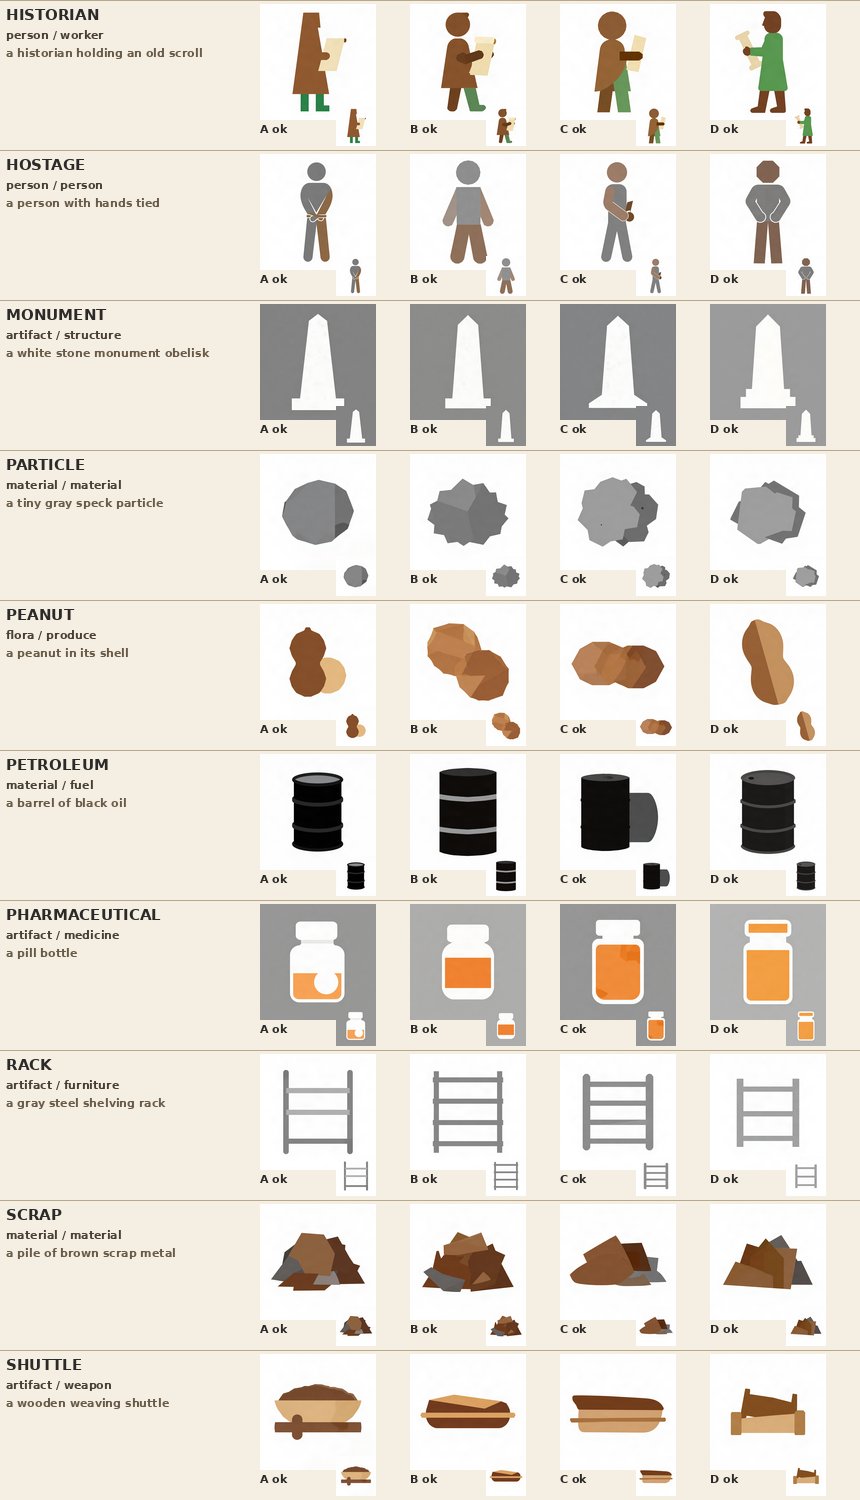 HISTORIAN
person / worker
a historian holding an old scroll
A ok
B ok
C ok
D ok
HOSTAGE
person / person
a person with hands tied
A ok
B ok
C ok
D ok
MONUMENT
artifact / structure
a white stone monument obelisk
A ok
B ok
C ok
D ok
PARTICLE
material / material
a tiny gray speck particle
A ok
B ok
C ok
D ok
PEANUT
flora / produce
a peanut in its shell
A ok
B ok
C ok
D ok
PETROLEUM
material / fuel
a barrel of black oil
A ok
B ok
C ok
D ok
PHARMACEUTICAL
artifact / medicine
a pill bottle
A ok
B ok
C ok
D ok
RACK
artifact / furniture
a gray steel shelving rack
A ok
B ok
C ok
D ok
SCRAP
material / material
a pile of brown scrap metal
A ok
B ok
C ok
D ok
SHUTTLE
artifact / weapon
a wooden weaving shuttle
A ok
B ok
C ok
D ok